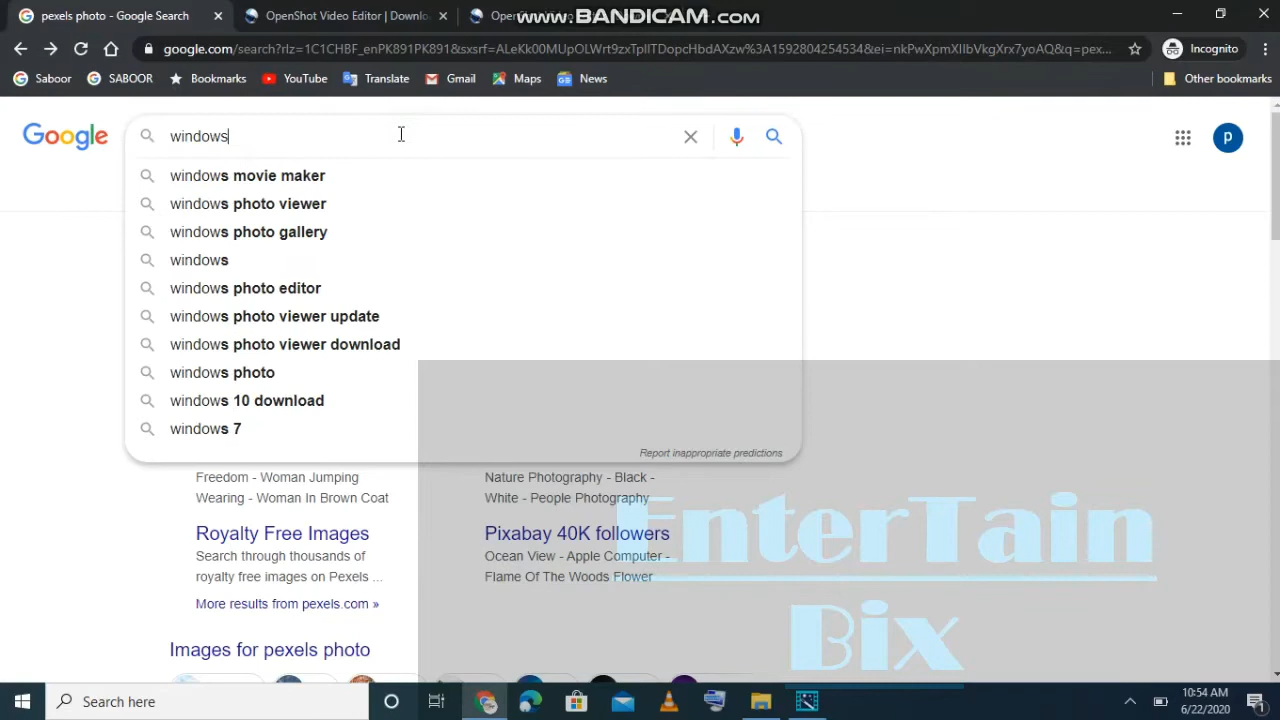 www.BANDICAM.com
pexels photo - Google Search
OpenShot Video Editor | Downlo
google.com/search?rlz=1C1CHBF_enPK891PK891&sxsrf=ALeKk00MUpOLWrt9zxTpIlTDopcHbdAXzw%3A1592804254534&ei=nkPwXpmXIIbVkgXrx7yoAQ&q=pex...
Incognito
Saboor
SABOOR
Bookmarks
YouTube
Translate
Gmail
Maps
News
Other bookmarks
Google
windows
p
windows movie maker
windows photo viewer
windows photo gallery
windows
windows photo editor
windows photo viewer update
windows photo viewer download
windows photo
windows 10 download
windows 7
Report inappropriate predictions
Freedom - Woman Jumping
Wearing - Woman In Brown Coat
Nature Photography - Black -
White - People Photography
Royalty Free Images
Search through thousands of
royalty free images on Pexels ...
More results from pexels.com »
Pixabay 40K followers
Ocean View - Apple Computer -
Flame Of The Woods Flower
Images for pexels photo
EnterTain
Bix
Search here
10:54 AM
6/22/2020
1